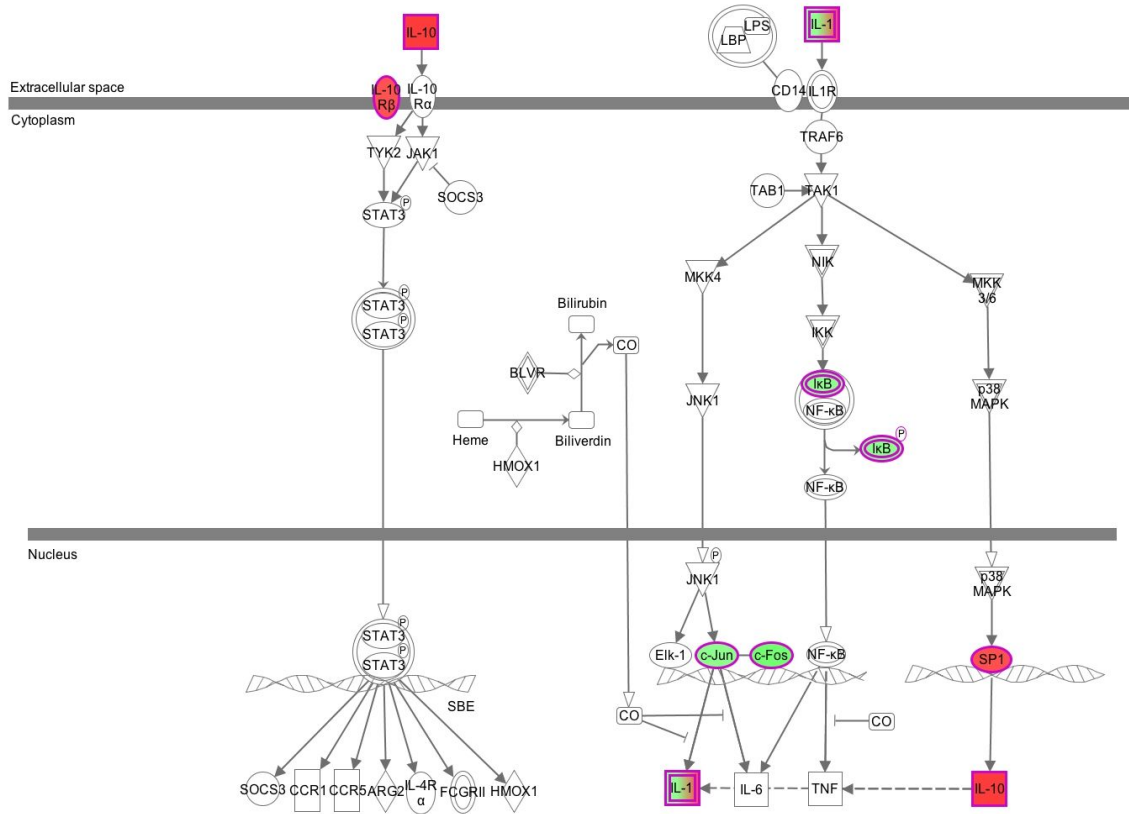 IL-10
LPS
LBP
IL-1
Extracellular space
IL-10
Rβ
IL-10
Rα
CD14
IL1R
Cytoplasm
TRAF6
TYK2
JAK1
SOCS3
TAB1
TAK1
STAT3
P
MKK4
NIK
MKK
3/6
STAT3
P
STAT3
P
Bilirubin
CO
IKK
BLVR
IκB
NF-κB
JNK1
p38
MAPK
Heme
Biliverdin
IκB
P
HMOX1
NF-κB
Nucleus
JNK1
P
p38
MAPK
STAT3
P
STAT3
P
Elk-1
c-Jun
c-Fos
NF-κB
SP1
SBE
CO
CO
SOCS3
CCR1
CCR5
ARG2
IL-4R
α
FCGRII
HMOX1
IL-1
IL-6
TNF
IL-10